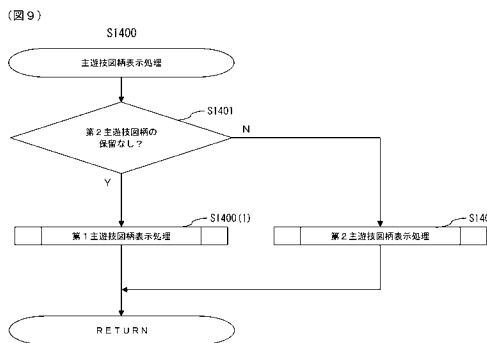 (図9)
S1400
主遊技図柄表示処理
S1401
第2主遊技図柄の
保留なし?
N
Y
S1400(1)
第1主遊技図柄表示処理
第2主遊技図柄表示処理
RETURN